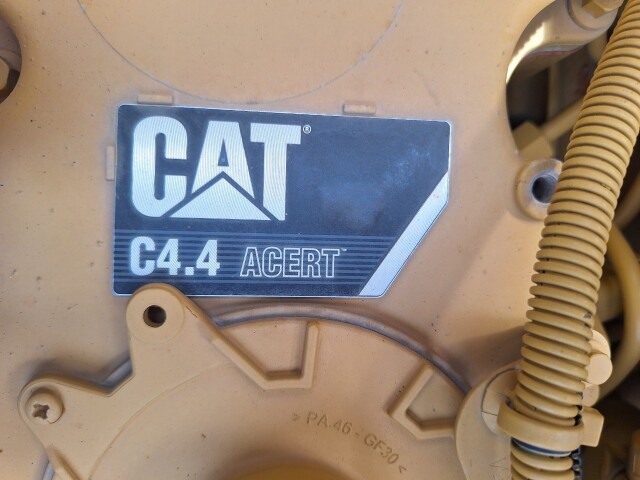 CAT®
C4.4 ACERT™
> PA 46 - GF30 <